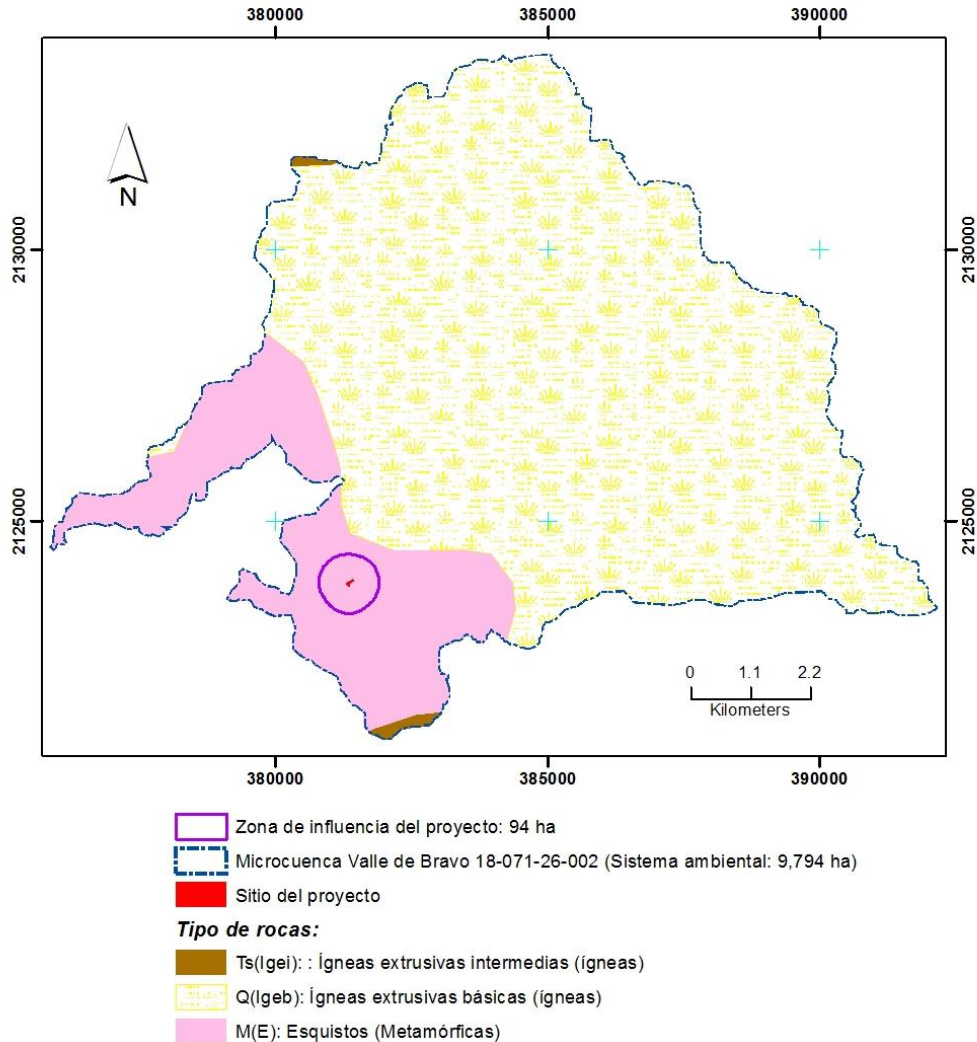 380000 385000 390000
N
2130000 2130000
2125000 2125000
0 1.1 2.2
Kilometers
380000 385000 390000
Zona de influencia del proyecto: 94 ha
Microcuenca Valle de Bravo 18-071-26-002 (Sistema ambiental: 9,794 ha)
Sitio del proyecto
Tipo de rocas:
Ts(Igei): : Ígneas extrusivas intermedias (ígneas)
Q(Igeb): Ígneas extrusivas básicas (ígneas)
M(E): Esquistos (Metamórficas)